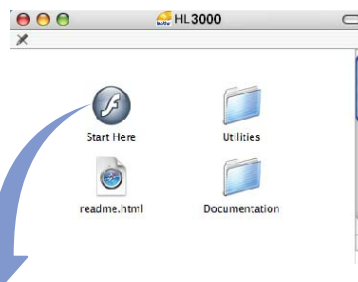 HL3000
Start Here
Utilities
readme.html
Documentation